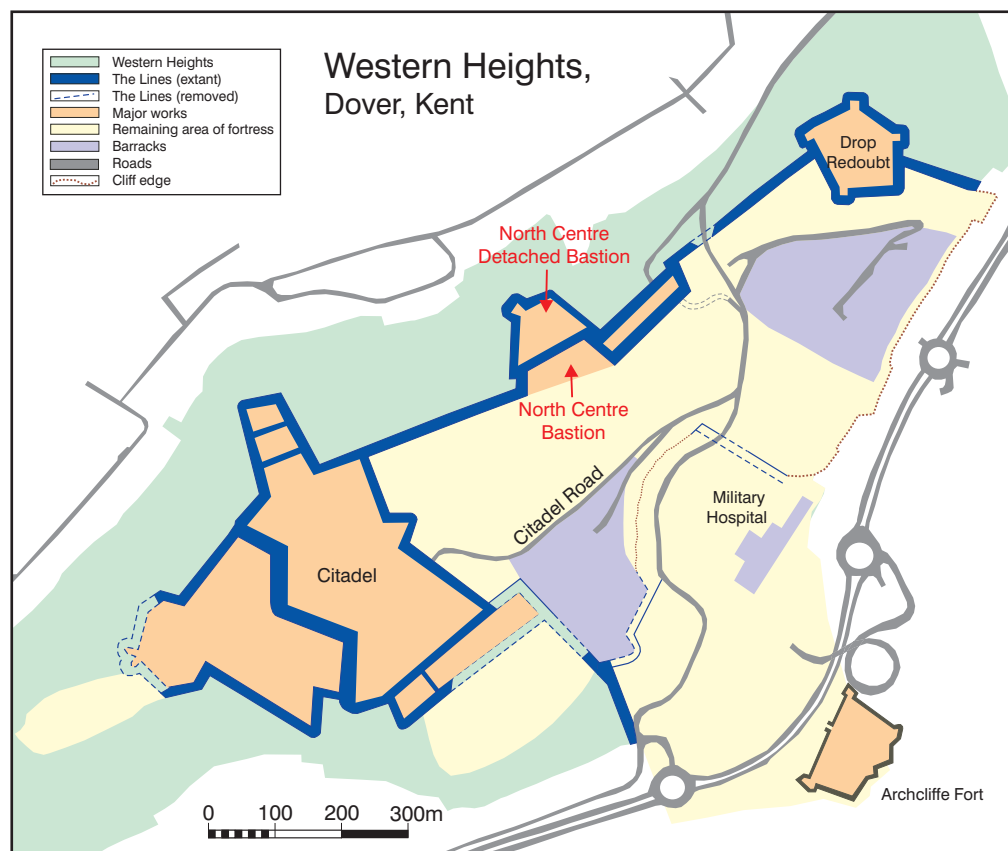 Western Heights,
Dover, Kent
Western Heights
The Lines (extant)
The Lines (removed)
Major works
Remaining area of fortress
Barracks
Roads
Cliff edge
Drop
Redoubt
North Centre
Detached Bastion
North Centre
Bastion
Citadel Road
Military
Hospital
Citadel
Archcliffe Fort
0 100 200 300m